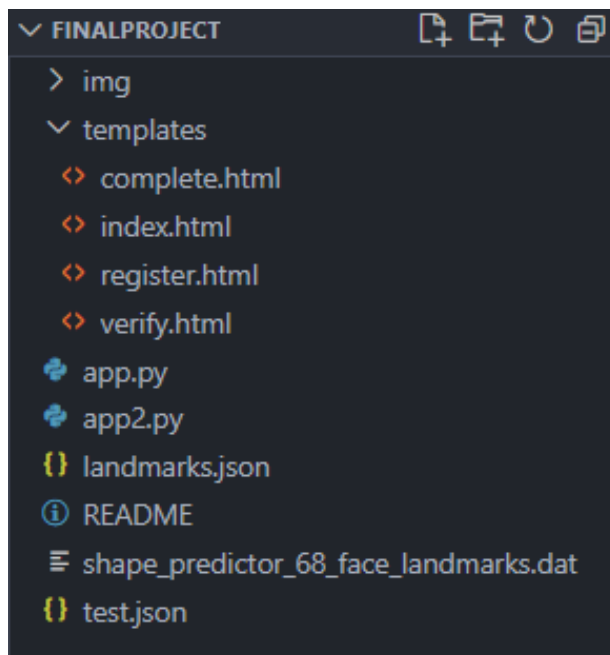 FINALPROJECT
img
templates
complete.html
index.html
register.html
verify.html
app.py
app2.py
landmarks.json
README
shape_predictor_68_face_landmarks.dat
test.json